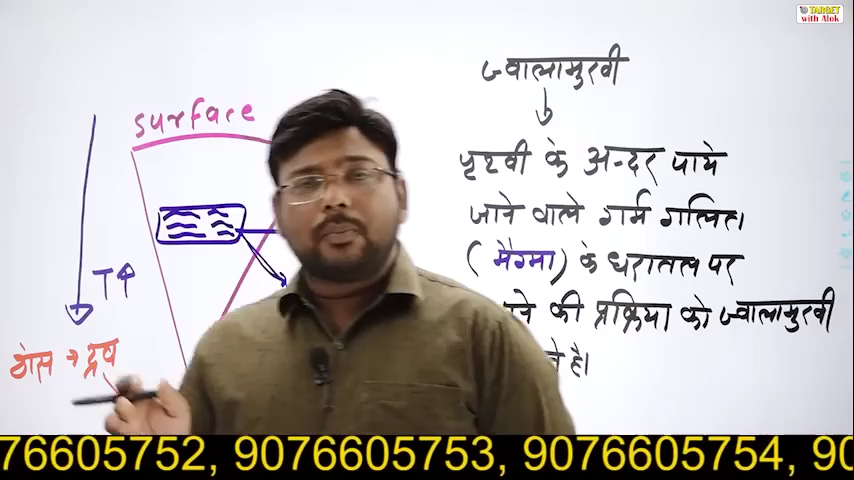 TARGET
with Alok
ज्वालामुखी
surface
पृथ्वी के अन्दर पाये
जाने वाले गर्म गलित
(मैग्मा) के धरातल पर
ने की प्रक्रिया को ज्वालामुखी
है।
T↑
ठोस → द्रव
76605752, 9076605753, 9076605754, 90